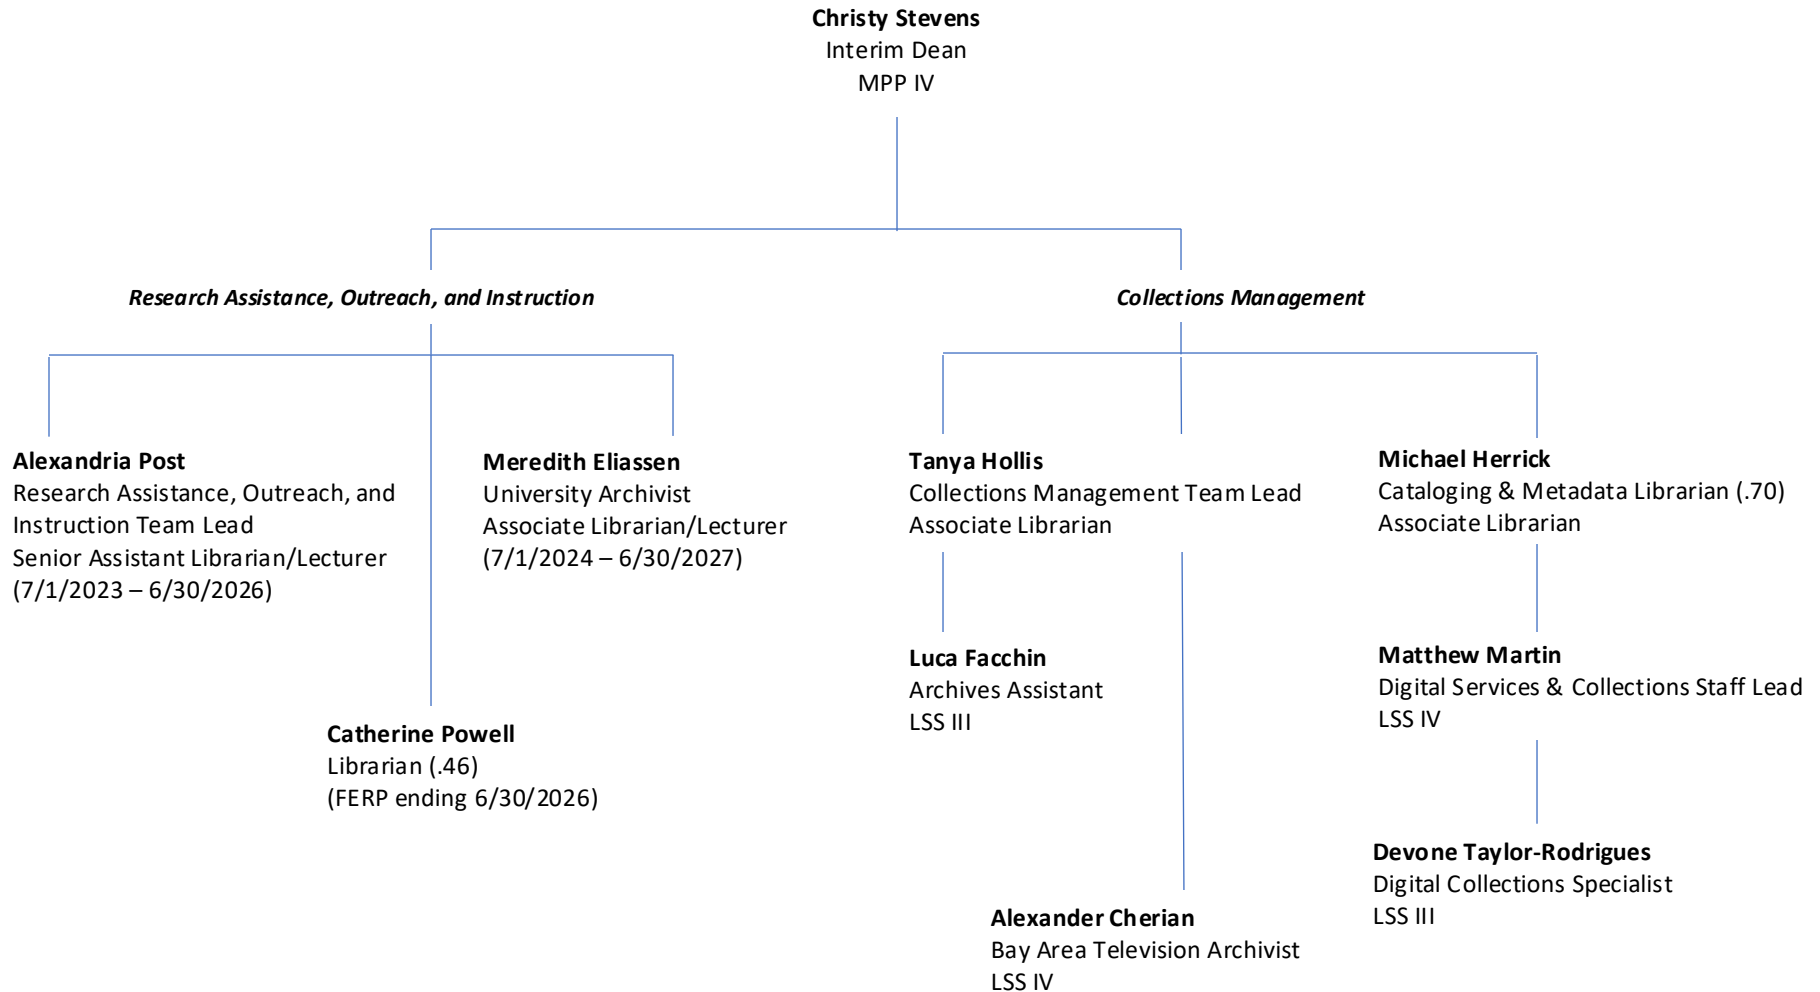 Christy Stevens
Interim Dean
MPP IV
Research Assistance, Outreach, and Instruction
Collections Management
Alexandria Post
Research Assistance, Outreach, and
Instruction Team Lead
Senior Assistant Librarian/Lecturer
(7/1/2023 – 6/30/2026)
Meredith Eliassen
University Archivist
Associate Librarian/Lecturer
(7/1/2024 – 6/30/2027)
Catherine Powell
Librarian (.46)
(FERP ending 6/30/2026)
Tanya Hollis
Collections Management Team Lead
Associate Librarian
Luca Facchin
Archives Assistant
LSS III
Alexander Cherian
Bay Area Television Archivist
LSS IV
Michael Herrick
Cataloging & Metadata Librarian (.70)
Associate Librarian
Matthew Martin
Digital Services & Collections Staff Lead
LSS IV
Devone Taylor-Rodrigues
Digital Collections Specialist
LSS III